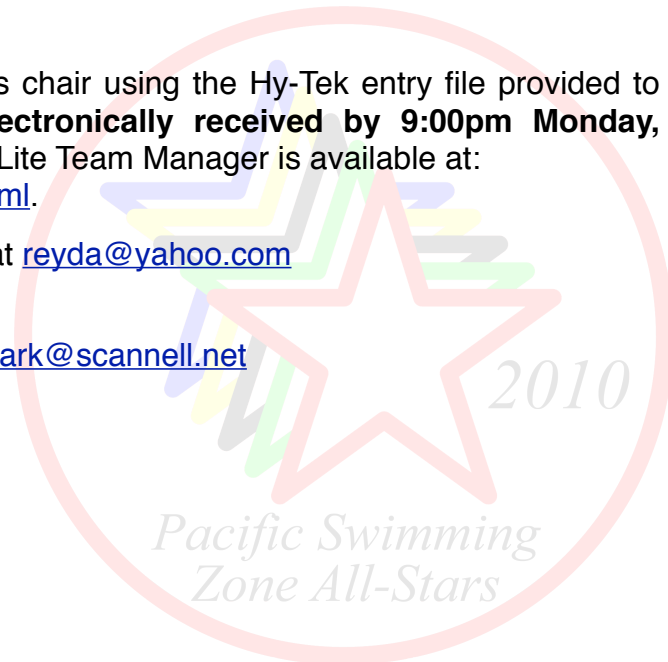 s chair using the Hy-Tek entry file provided to
ectronically received by 9:00pm Monday,
Lite Team Manager is available at:
ml.
at reyda@yahoo.com
ark@scannell.net
2010
Pacific Swimming
Zone All-Stars